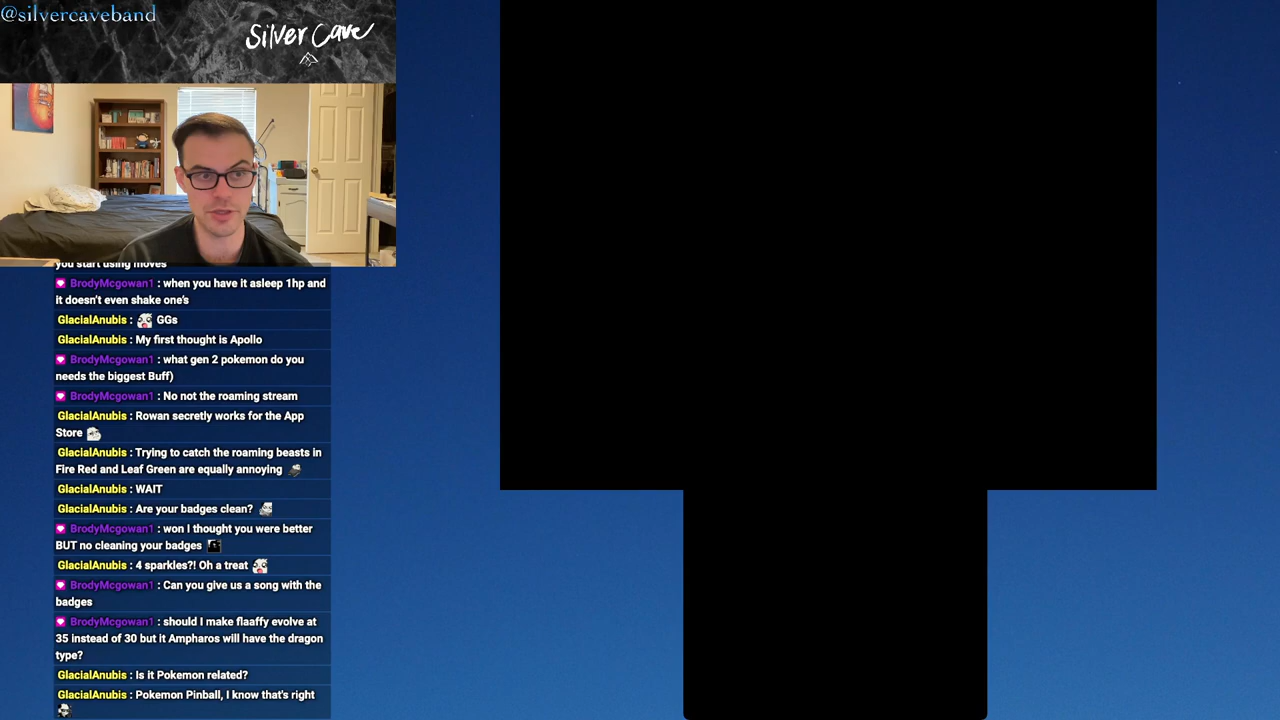 @silvercaveband
Silver Cave
you start using moves
BrodyMcgowan1 : when you have it asleep 1hp and
it doesn't even shake one's
GlacialAnubis : GGs
GlacialAnubis : My first thought is Apollo
BrodyMcgowan1 : what gen 2 pokemon do you
needs the biggest Buff)
BrodyMcgowan1 : No not the roaming stream
GlacialAnubis : Rowan secretly works for the App
Store
GlacialAnubis : Trying to catch the roaming beasts in
Fire Red and Leaf Green are equally annoying
GlacialAnubis : WAIT
GlacialAnubis : Are your badges clean?
BrodyMcgowan1 : won I thought you were better
BUT no cleaning your badges
GlacialAnubis : 4 sparkles?! Oh a treat
BrodyMcgowan1 : Can you give us a song with the
badges
BrodyMcgowan1 : should I make flaaffy evolve at
35 instead of 30 but it Ampharos will have the dragon
type?
GlacialAnubis : Is it Pokemon related?
GlacialAnubis : Pokemon Pinball, I know that's right